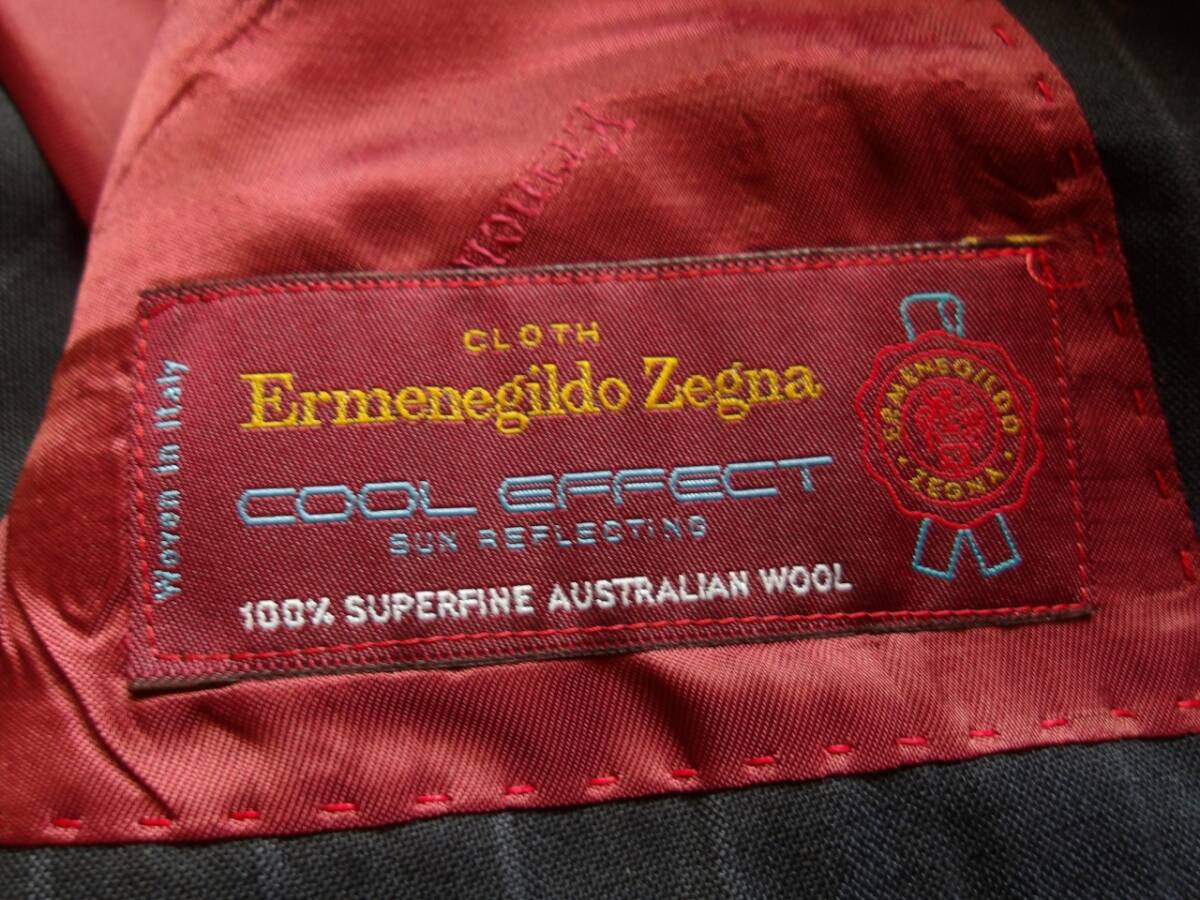 CLOTH
Ermenegildo Zegna
COOL EFFECT
SUN REFLECTING
100% SUPERFINE AUSTRALIAN WOOL
Woven in Italy
ERMENEGILDO
ZEGNA